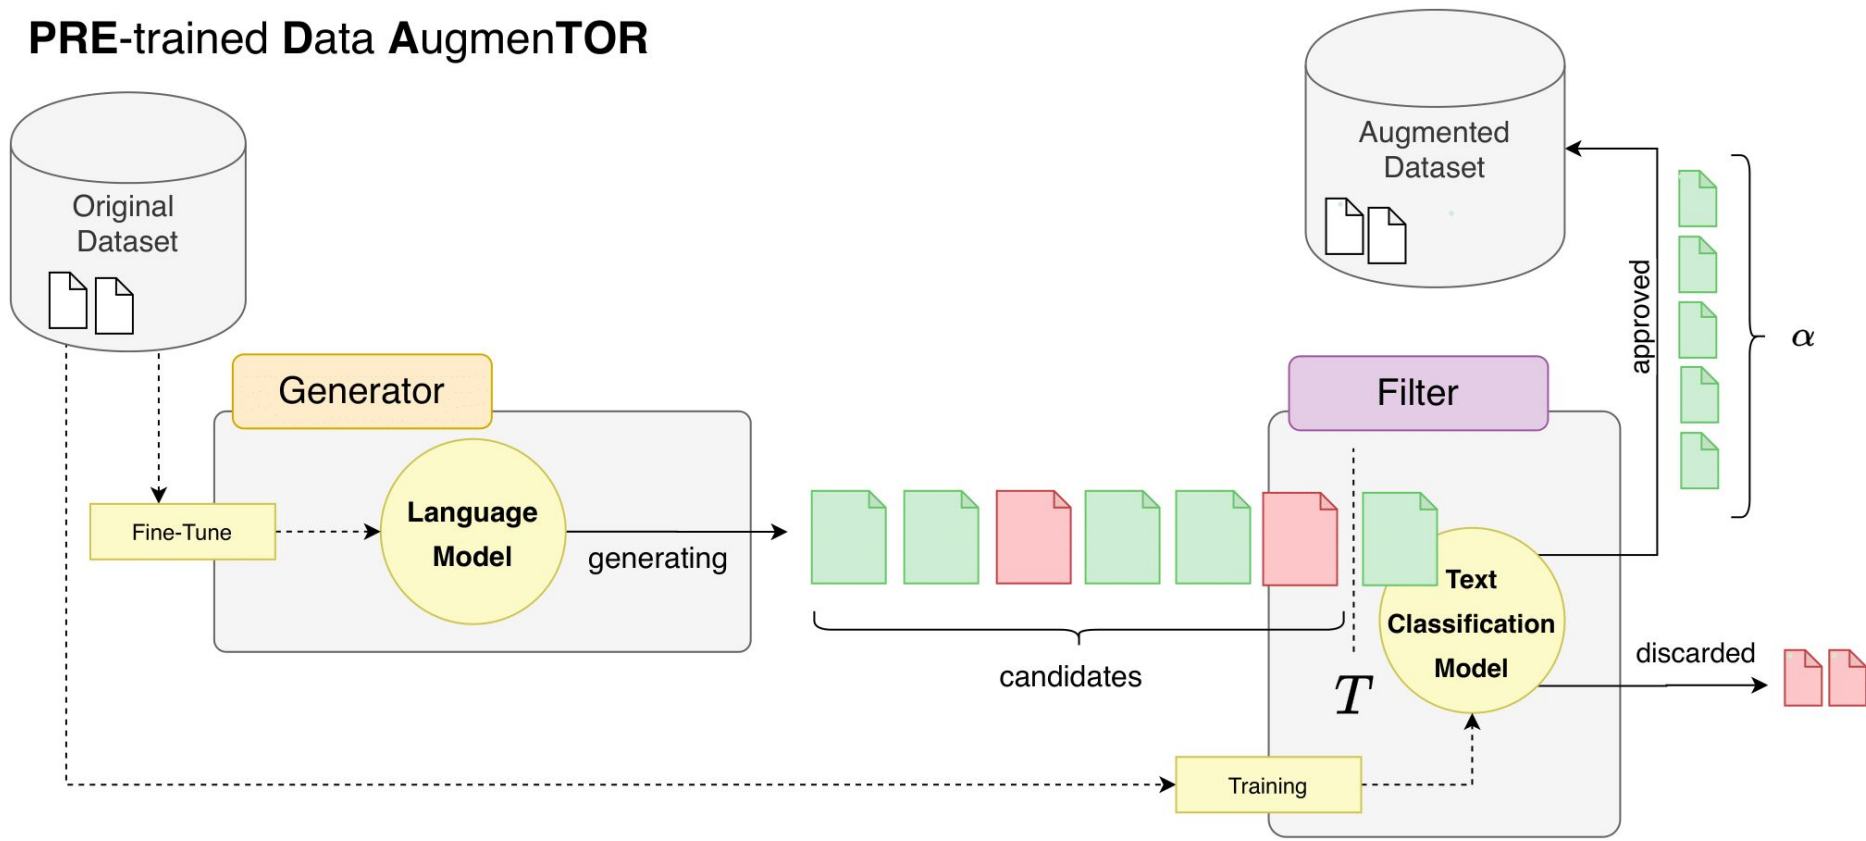 PRE-trained Data AugmenTOR
Original
Dataset
Augmented
Dataset
approved
α
Generator
Filter
Fine-Tune
Language
Model
generating
candidates
T
Text
Classification
Model
discarded
Training